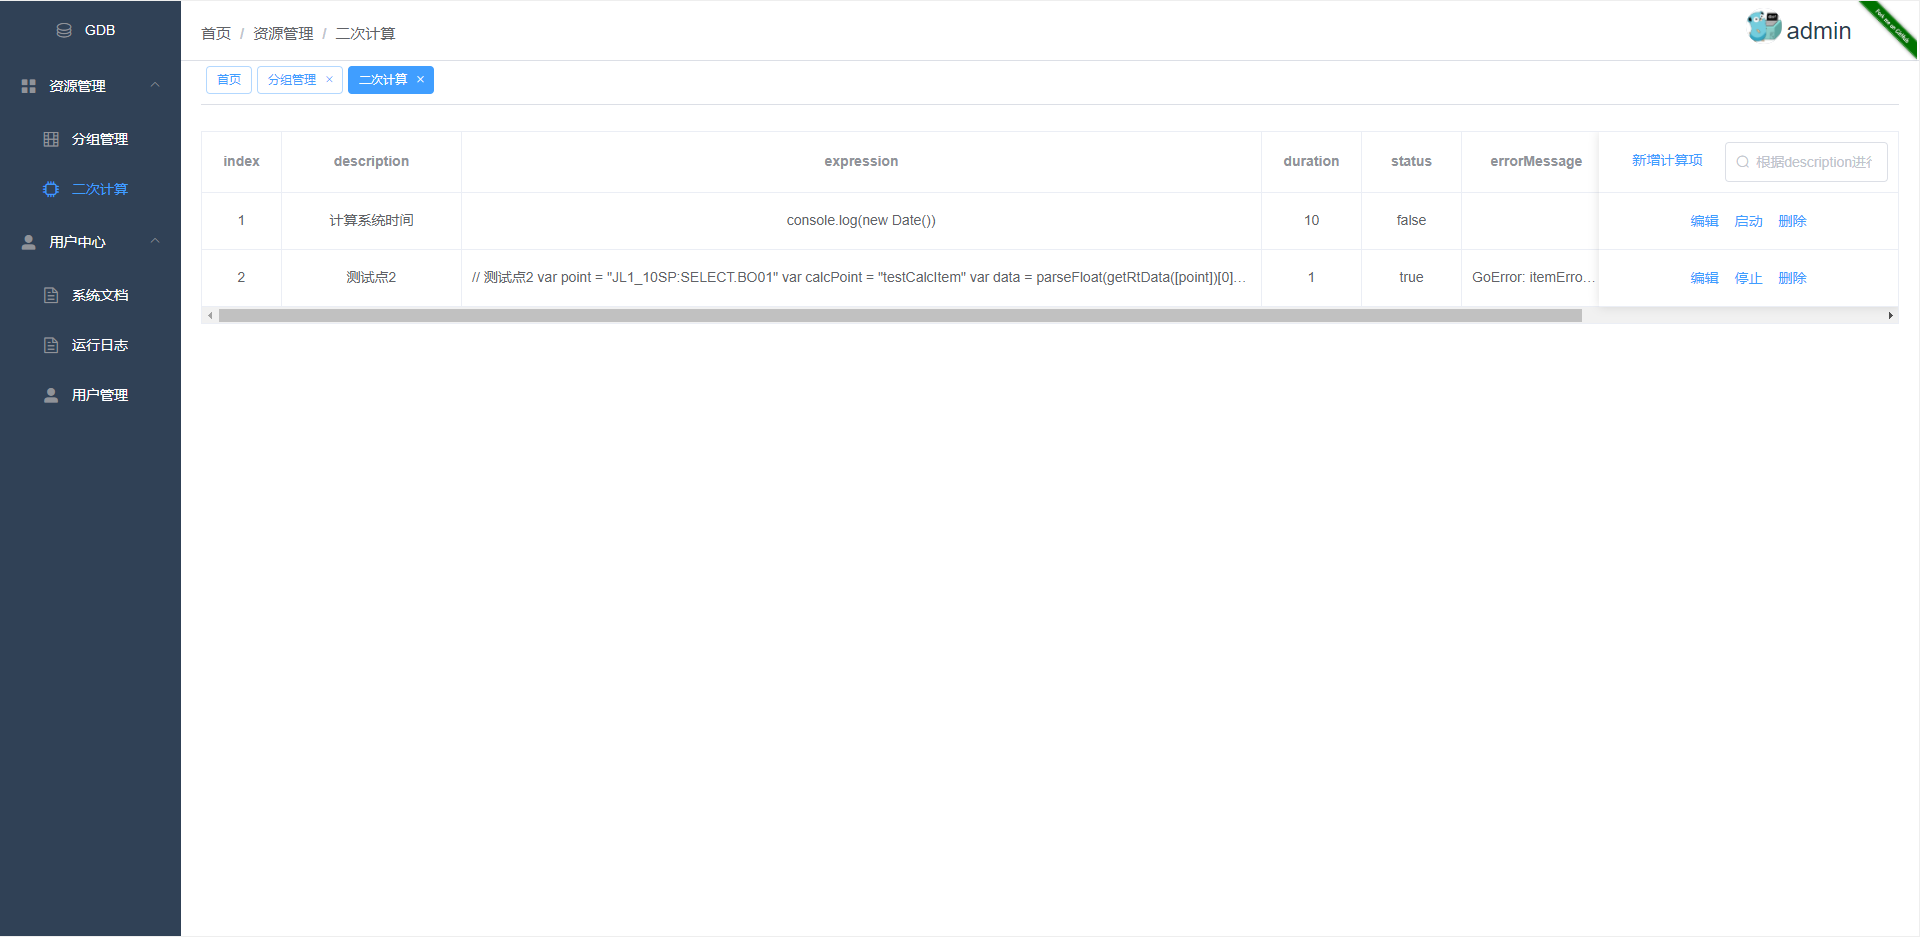 GDB
资源管理
分组管理
二次计算
用户中心
系统文档
运行日志
用户管理
首页 / 资源管理 / 二次计算
admin
Fork me on GitHub
首页 分组管理 × 二次计算 ×
index description expression duration status errorMessage 新增计算项 根据description进行
1 计算系统时间 console.log(new Date()) 10 false 编辑 启动 删除
2 测试点2 // 测试点2 var point = "JL1_10SP:SELECT.BO01" var calcPoint = "testCalcItem" var data = parseFloat(getRtData([point])[0]... 1 true GoError: itemErro... 编辑 停止 删除